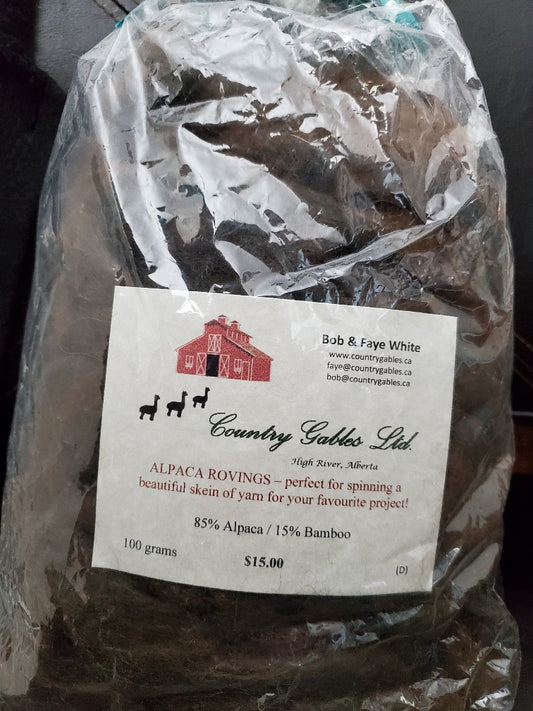 Bob & Faye White
www.countrygables.ca
faye@countrygables.ca
bob@countrygables.ca
Country Gables Ltd.
High River, Alberta
ALPACA ROVINGS – perfect for spinning a
beautiful skein of yarn for your favourite project!
85% Alpaca / 15% Bamboo
100 grams
$15.00
(D)